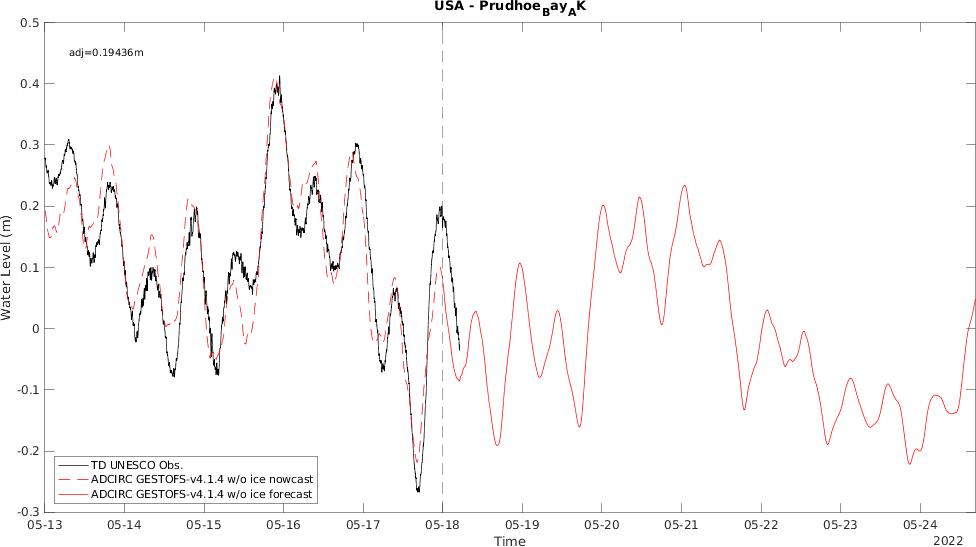 USA - PrudhoeBayAK
adj=0.19436m
0.5
0.4
0.3
0.2
0.1
0
-0.1
-0.2
-0.3
Water Level (m)
TD UNESCO Obs.
ADCIRC GESTOFS-v4.1.4 w/o ice nowcast
ADCIRC GESTOFS-v4.1.4 w/o ice forecast
05-13 05-14 05-15 05-16 05-17 05-18 05-19 05-20 05-21 05-22 05-23 05-24
Time
2022